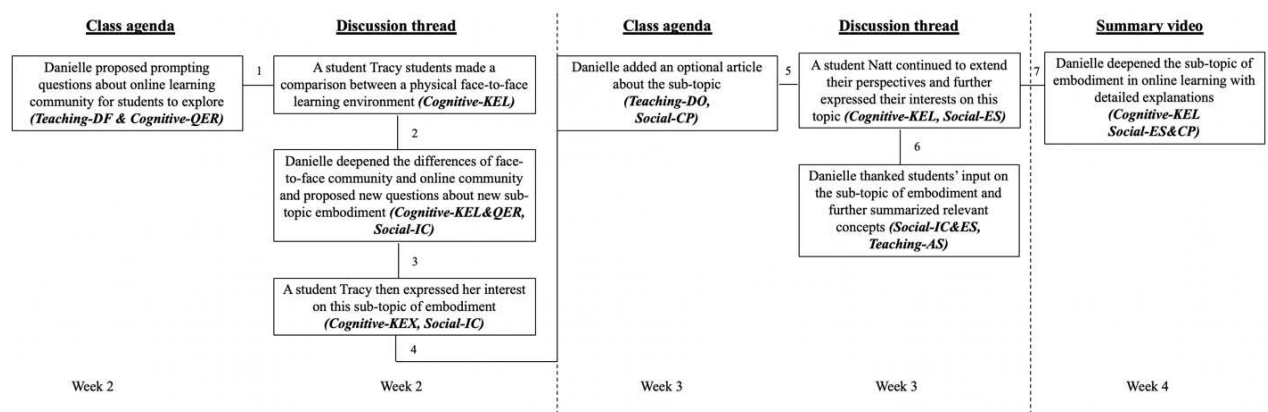 Class agenda
Danielle proposed prompting
questions about online learning
community for students to explore
(Teaching-DF & Cognitive-QER)
1
Discussion thread
A student Tracy students made a
comparison between a physical face-to-face
learning environment (Cognitive-KEL)
2
Danielle deepened the differences of face-
to-face community and online community
and proposed new questions about new sub-
topic embodiment (Cognitive-KEL&QER,
Social-IC)
3
A student Tracy then expressed her interest
on this sub-topic of embodiment
(Cognitive-KEX, Social-IC)
4
Class agenda
Danielle added an optional article
about the sub-topic
(Teaching-DO,
Social-CP)
5
Discussion thread
A student Natt continued to extend
their perspectives and further
expressed their interests on this
topic (Cognitive-KEL, Social-ES)
6
Danielle thanked students’ input on
the sub-topic of embodiment and
further summarized relevant
concepts (Social-IC&ES,
Teaching-AS)
7
Summary video
Danielle deepened the sub-topic of
embodiment in online learning with
detailed explanations
(Cognitive-KEL
Social-ES&CP)
Week 2
Week 2
Week 3
Week 3
Week 4